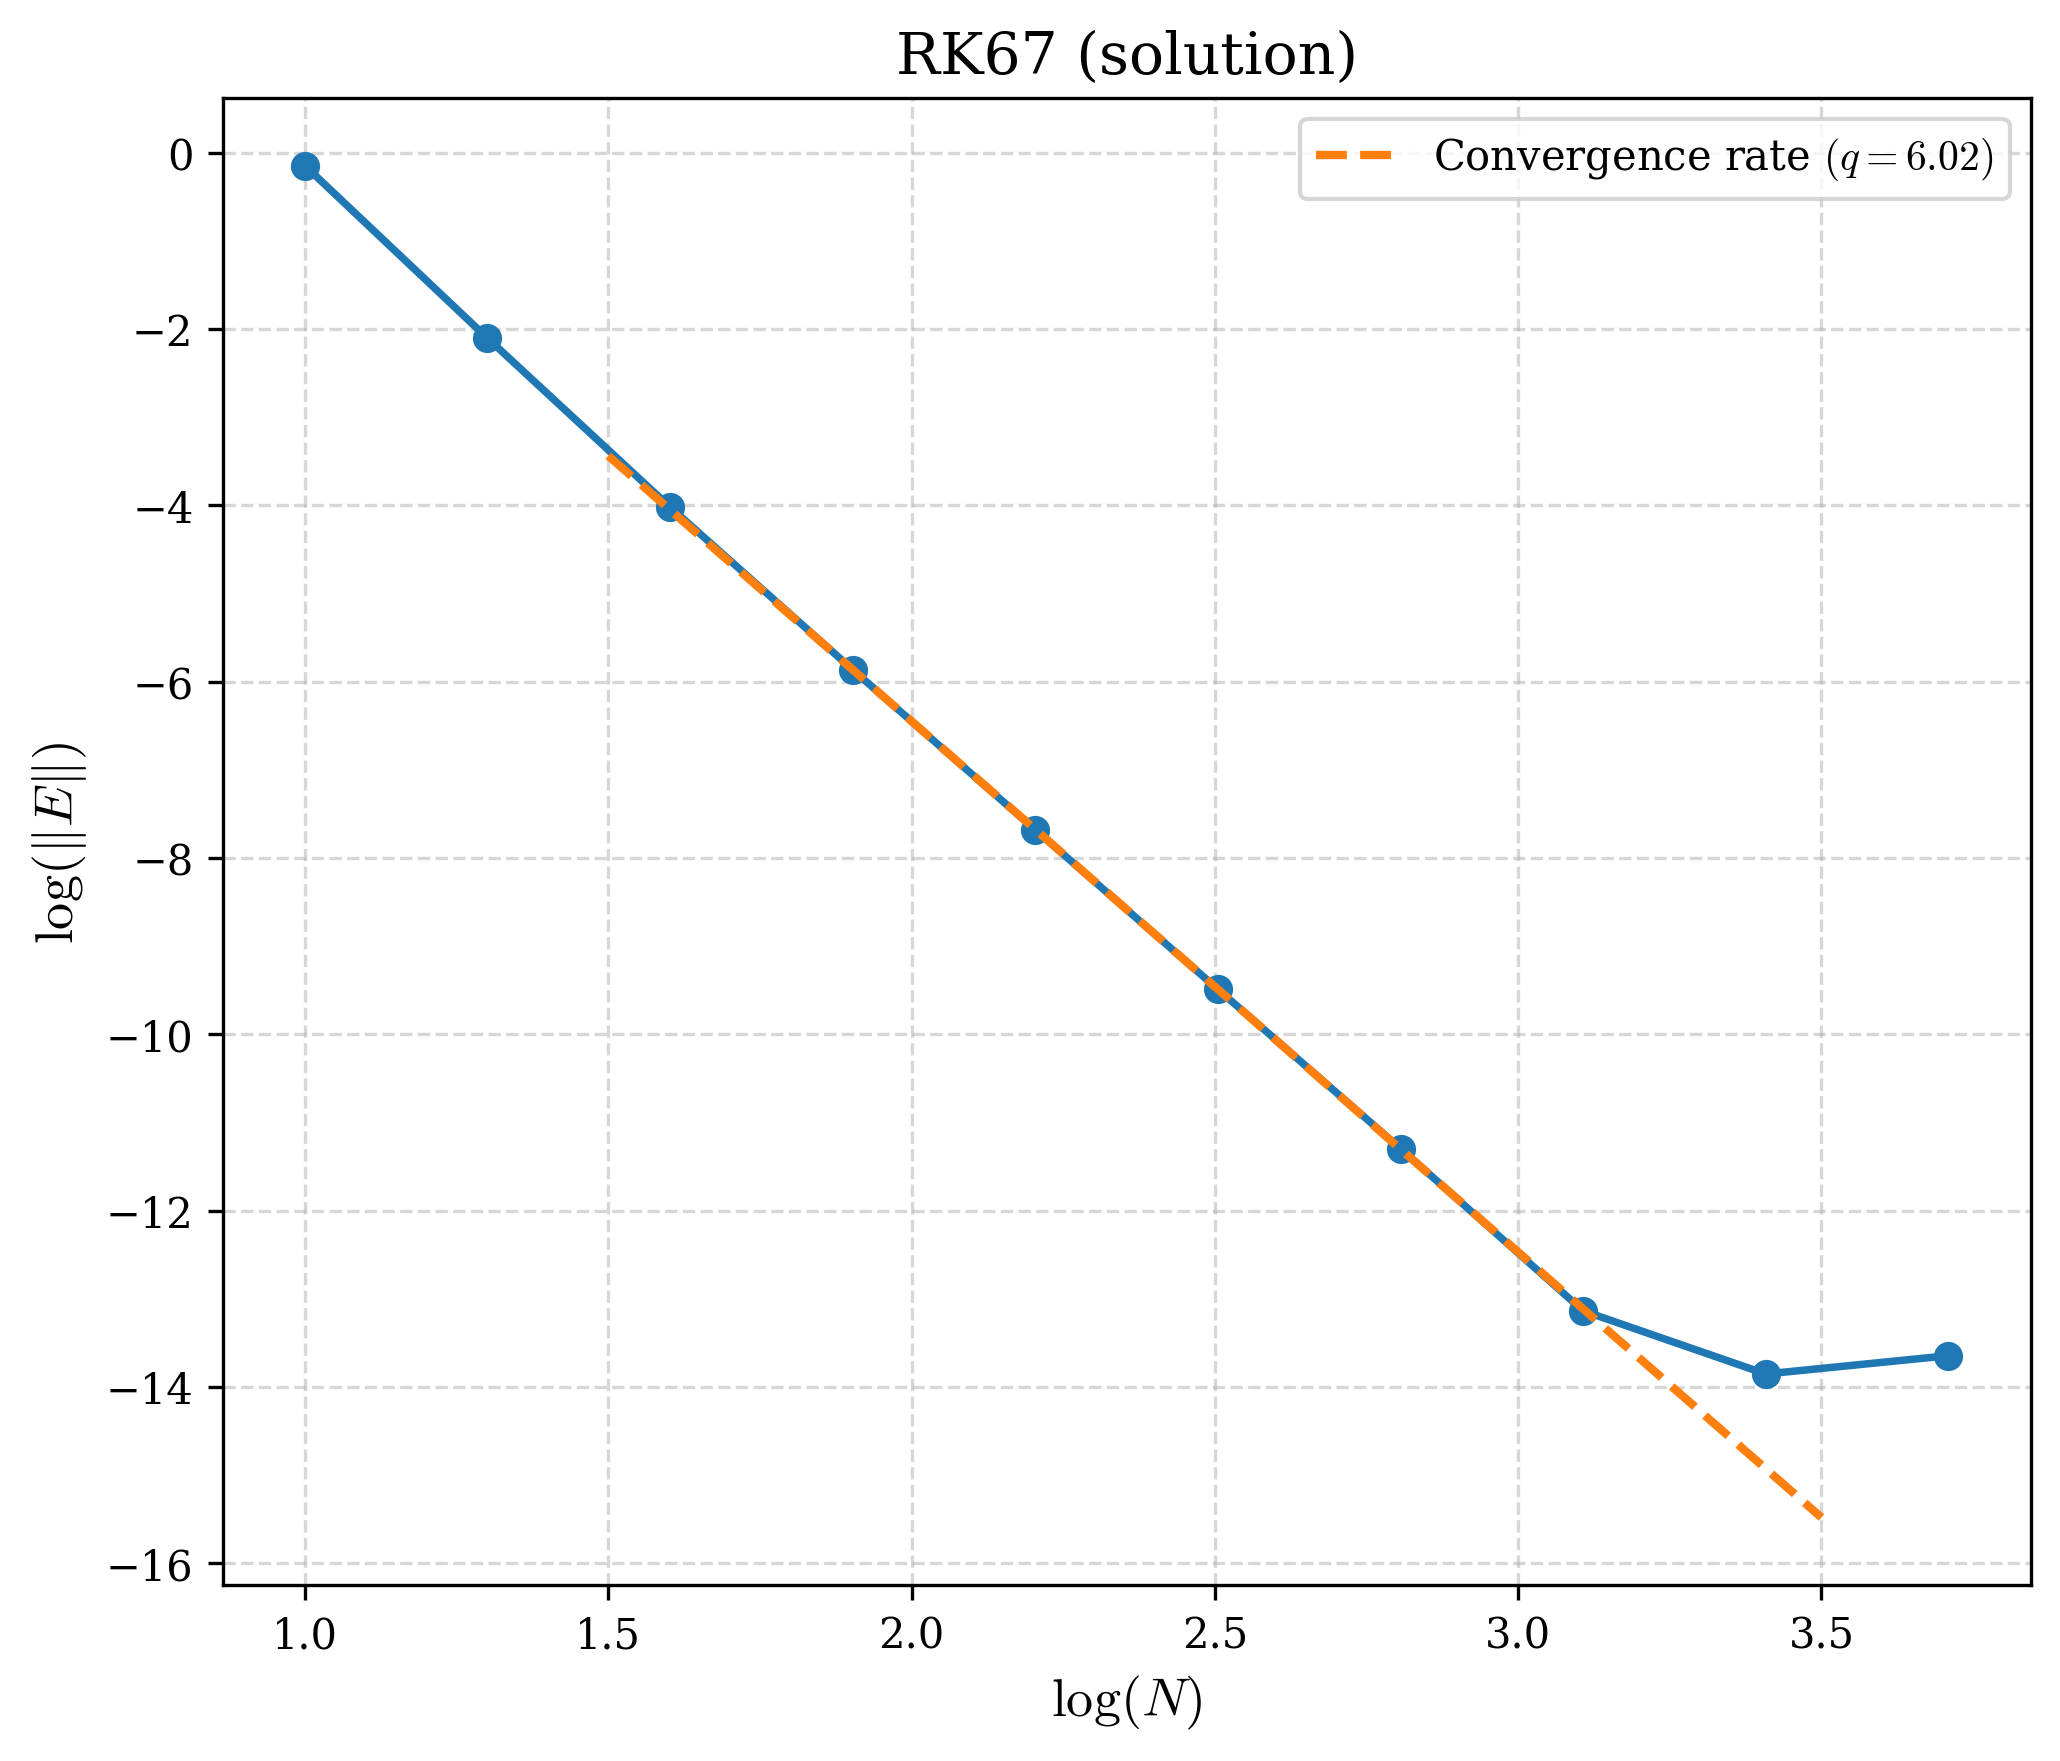 RK67 (solution)
Convergence rate (q = 6.02)
log(||E||)
0
−2
−4
−6
−8
−10
−12
−14
−16
1.0 1.5 2.0 2.5 3.0 3.5
log(N)